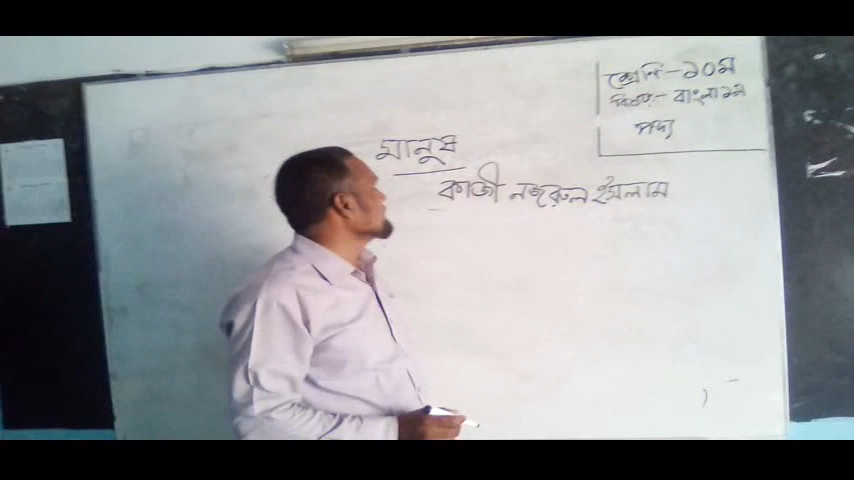 শ্রেণি-১০ম
বিষয়:- বাংলা ১ম
পদ্য
মানুষ
কাজী নজরুল ইসলাম